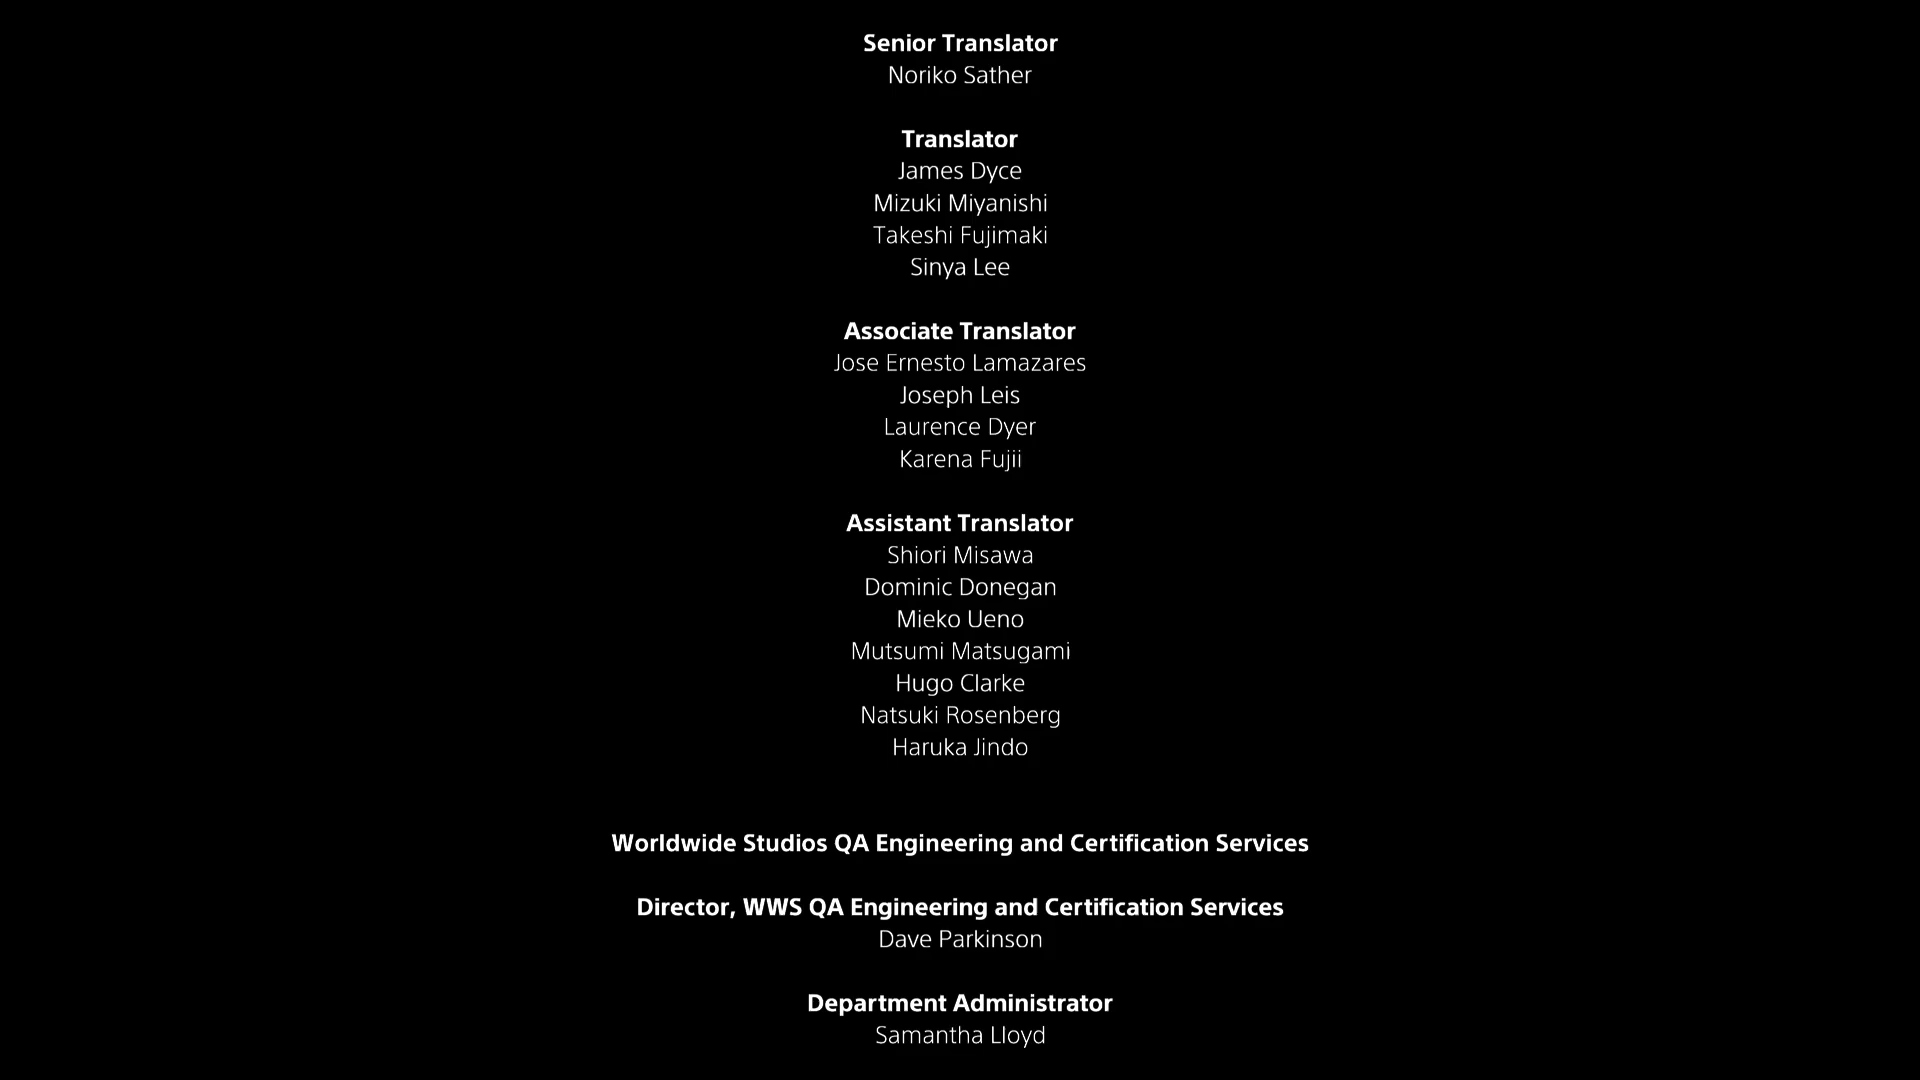 Senior Translator
Noriko Sather
Translator
James Dyce
Mizuki Miyanishi
Takeshi Fujimaki
Sinya Lee
Associate Translator
Jose Ernesto Lamazares
Joseph Leis
Laurence Dyer
Karena Fujii
Assistant Translator
Shiori Misawa
Dominic Donegan
Mieko Ueno
Mutsumi Matsugami
Hugo Clarke
Natsuki Rosenberg
Haruka Jindo
Worldwide Studios QA Engineering and Certification Services
Director, WWS QA Engineering and Certification Services
Dave Parkinson
Department Administrator
Samantha Lloyd